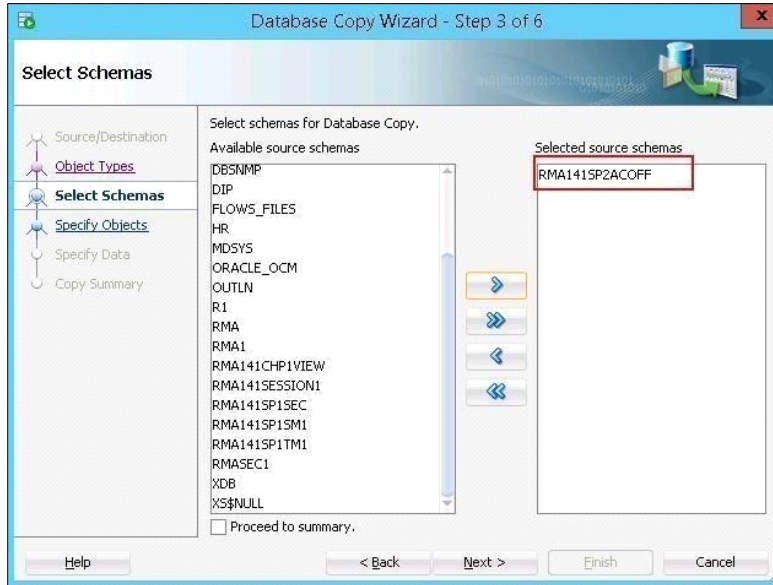 Database Copy Wizard - Step 3 of 6
x
Select Schemas
Source/Destination
Object Types
Select Schemas
Specify Objects
Specify Data
Copy Summary
Select schemas for Database Copy.
Available source schemas
DBSNMP
DIP
FLOWS_FILES
HR
MDSYS
ORACLE_OCM
OUTLN
R1
RMA
RMA1
RMA141CHP1VIEW
RMA141SESSION1
RMA141SP1SEC
RMA141SP1SM1
RMA141SP1TM1
RMASEC1
XDB
XS$NULL
Proceed to summary.
Selected source schemas
RMA141SP2ACOFF
Help
< Back
Next >
Finish
Cancel